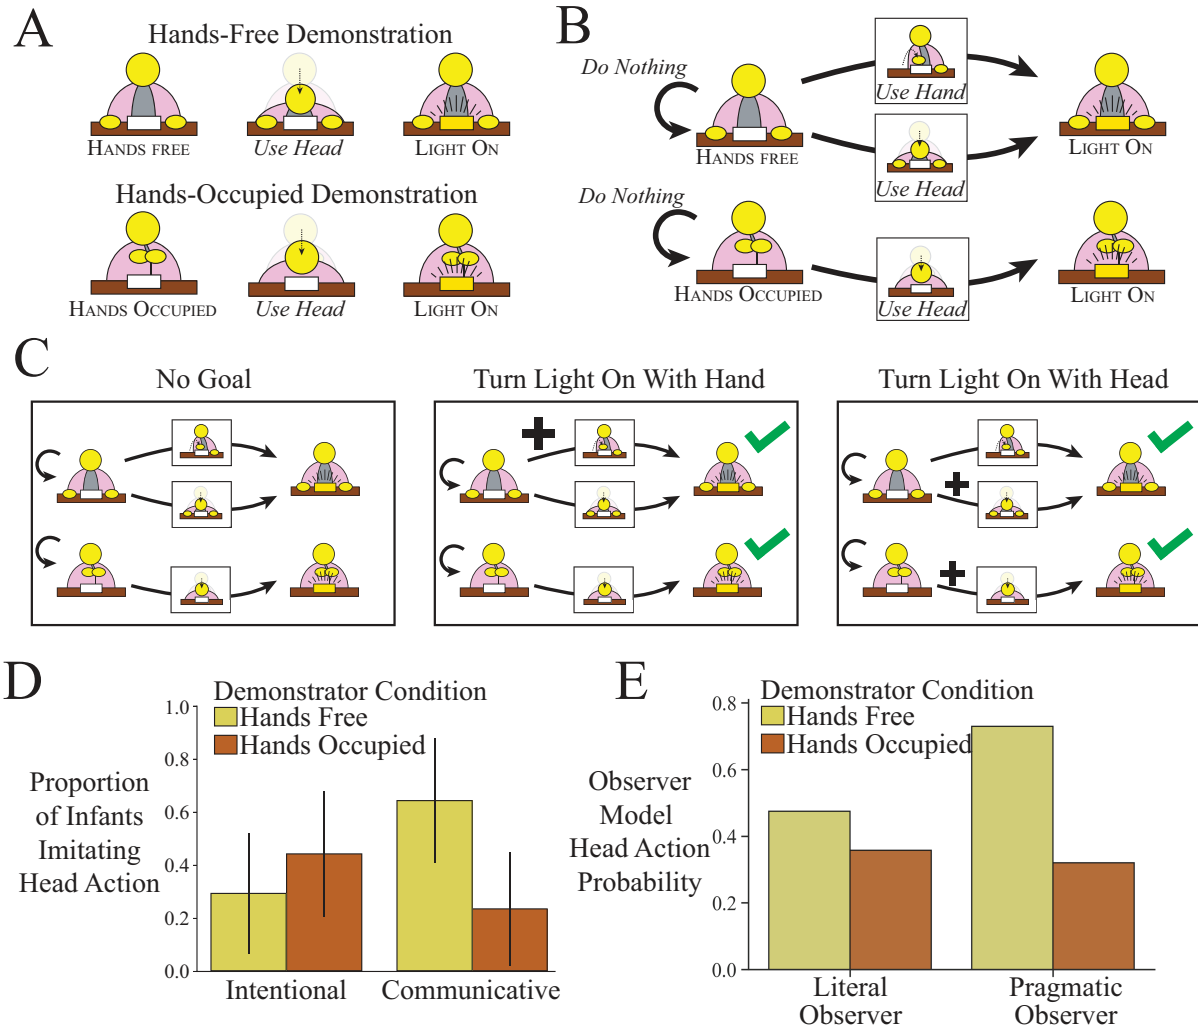 A
Hands-Free Demonstration
HANDS FREE
Use Head
LIGHT ON
Hands-Occupied Demonstration
HANDS OCCUPIED
Use Head
LIGHT ON
B
Do Nothing
HANDS FREE
Use Hand
Use Head
LIGHT ON
Do Nothing
HANDS OCCUPIED
Use Head
LIGHT ON
C
No Goal
Turn Light On With Hand
Turn Light On With Head
D
Demonstrator Condition
Hands Free
Hands Occupied
Proportion
of Infants
Imitating
Head Action
1.0
0.8
0.6
0.4
0.2
0.0
Intentional
Communicative
E
Demonstrator Condition
Hands Free
Hands Occupied
Observer
Model
Head Action
Probability
0.8
0.6
0.4
0.2
0.0
Literal
Observer
Pragmatic
Observer